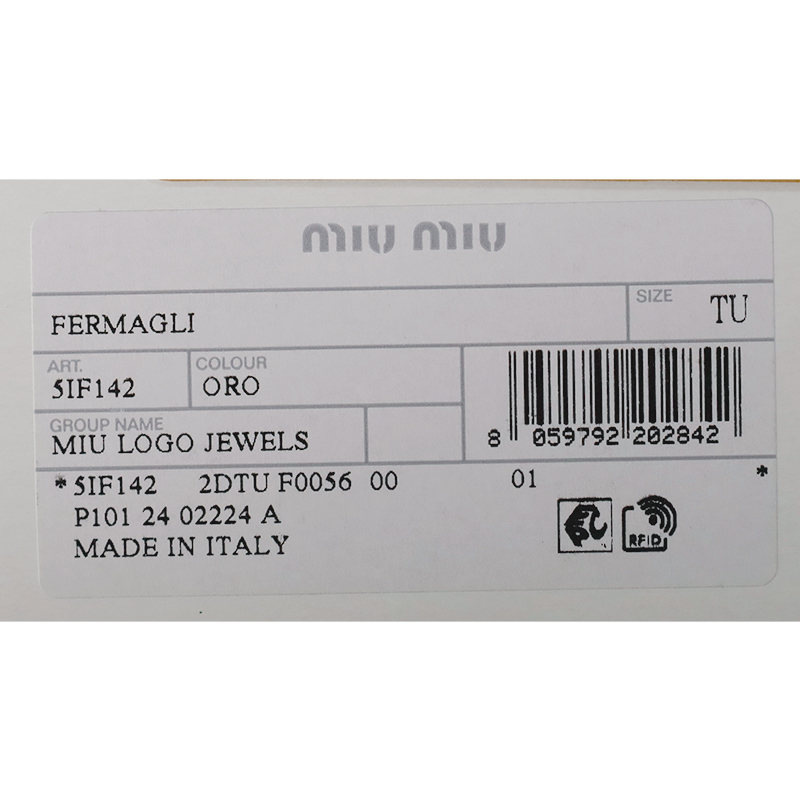 miu miu
FERMAGLI
SIZE TU
ART.
5IF142
COLOUR
ORO
GROUP NAME
MIU LOGO JEWELS
8 059792 202842
*5IF142 2DTU F0056 00 01 *
P101 24 02224 A
MADE IN ITALY
RFID